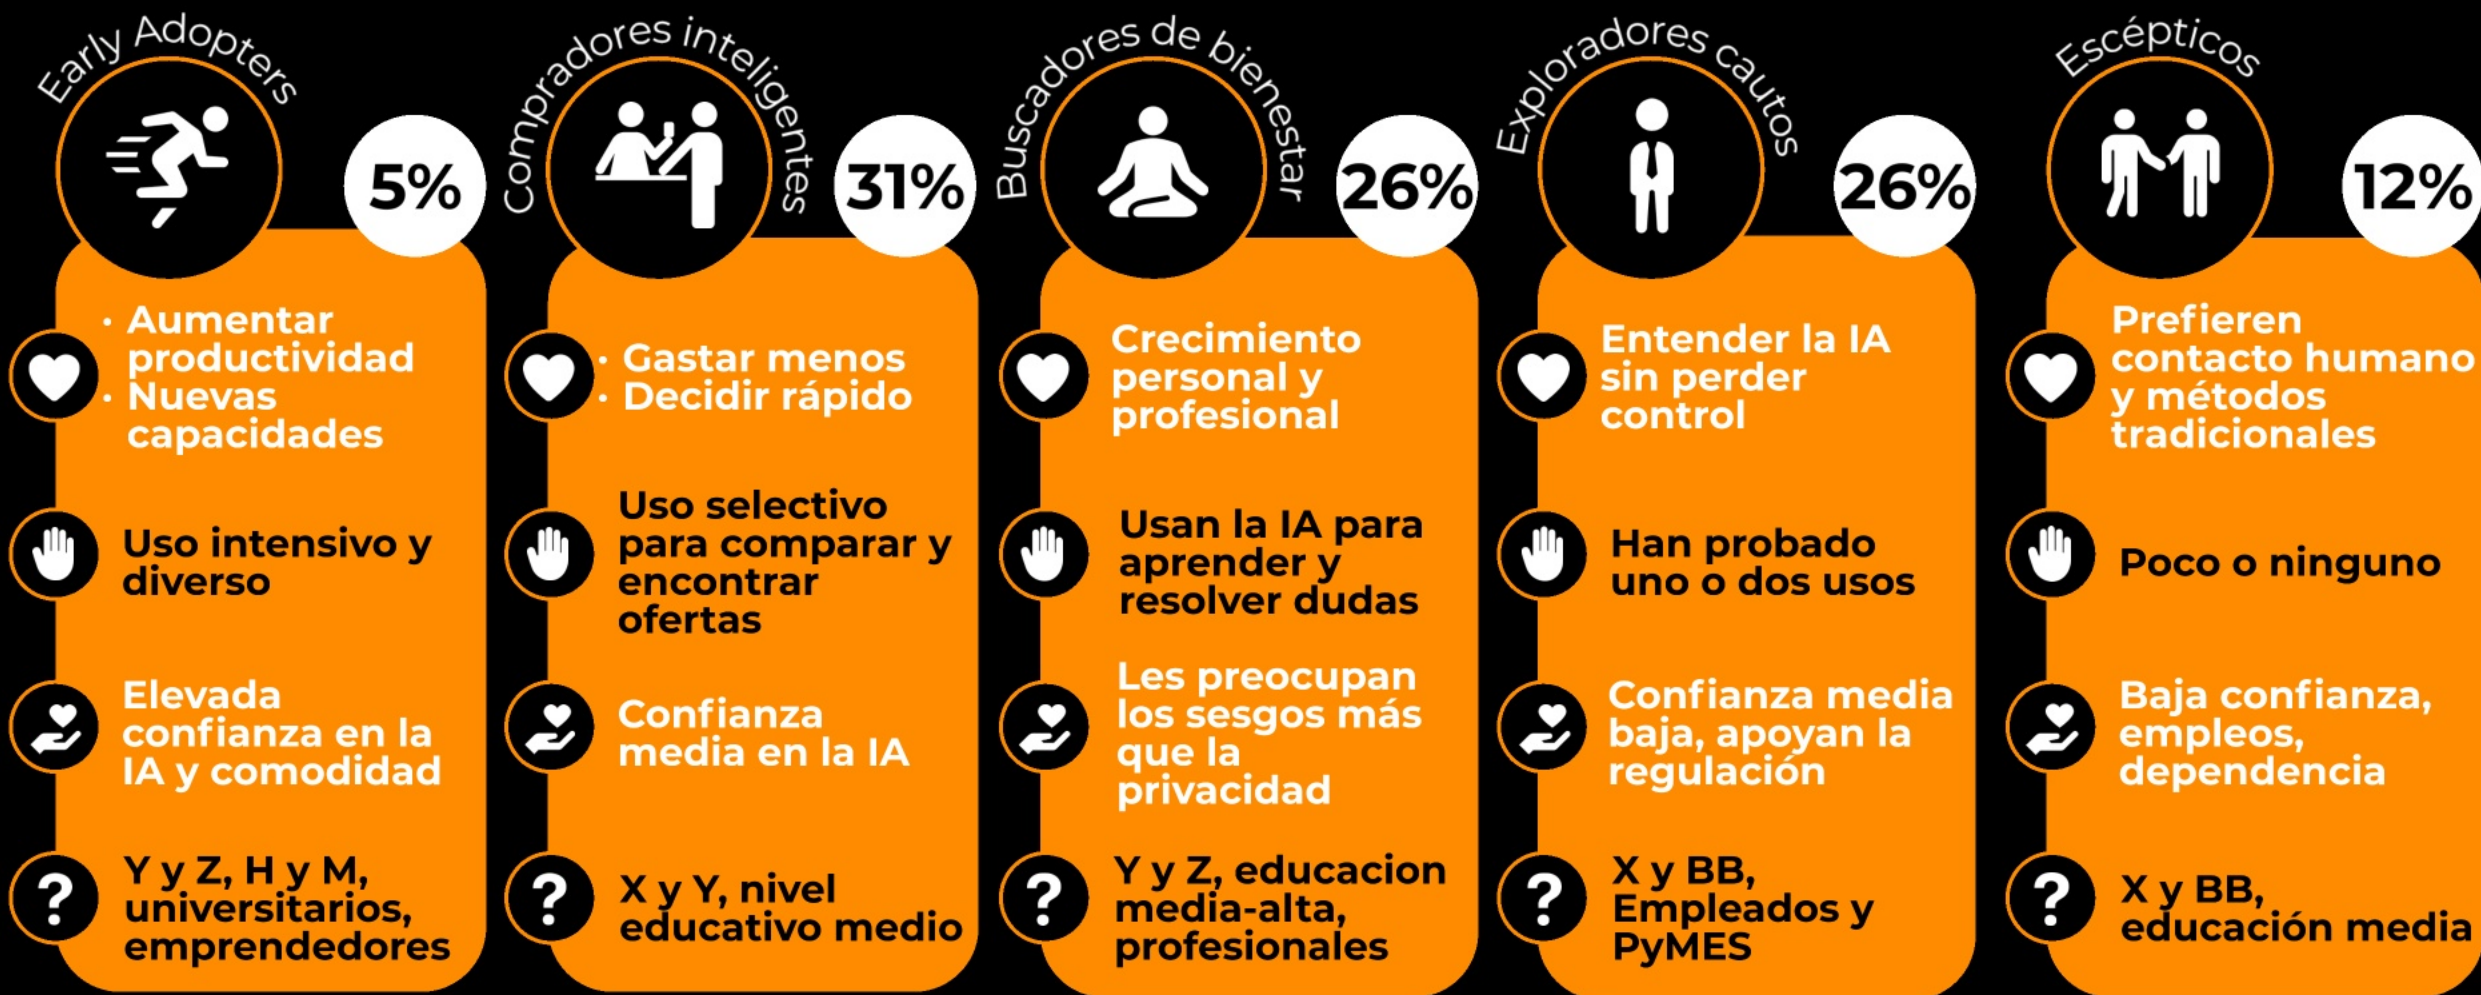 Early Adopters
5%
· Aumentar
productividad
· Nuevas
capacidades
Uso intensivo y
diverso
Elevada
confianza en la
IA y comodidad
?
Y y Z, H y M,
universitarios,
emprendedores
Compradores inteligentes
31%
· Gastar menos
· Decidir rápido
Uso selectivo
para comparar y
encontrar
ofertas
Confianza
media en la IA
?
X y Y, nivel
educativo medio
Buscadores de bienestar
26%
Crecimiento
personal y
profesional
Usan la IA para
aprender y
resolver dudas
Les preocupan
los sesgos más
que la
privacidad
?
Y y Z, educacion
media-alta,
profesionales
Exploradores cautos
26%
Entender la IA
sin perder
control
Han probado
uno o dos usos
Confianza media
baja, apoyan la
regulación
?
X y BB,
Empleados y
PyMES
Escépticos
12%
Prefieren
contacto humano
y métodos
tradicionales
Poco o ninguno
Baja confianza,
empleos,
dependencia
?
X y BB,
educación media